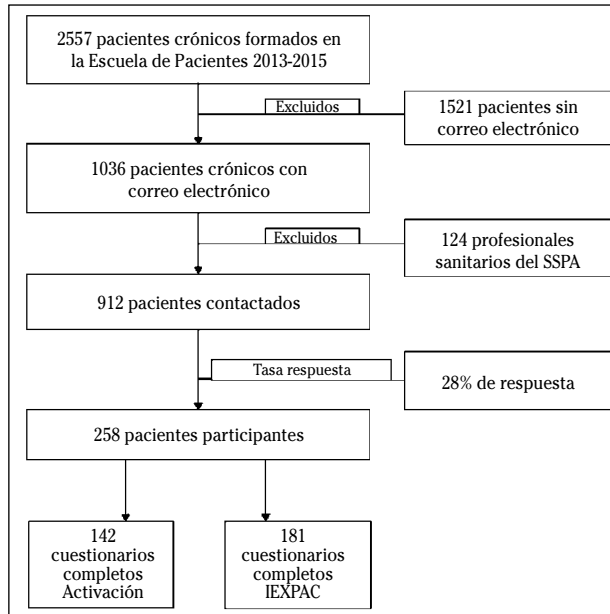 2557 pacientes crónicos formados en
la Escuela de Pacientes 2013-2015
Excluidos
1521 pacientes sin
correo electrónico
1036 pacientes crónicos con
correo electrónico
Excluidos
124 profesionales
sanitarios del SSPA
912 pacientes contactados
Tasa respuesta
28% de respuesta
258 pacientes participantes
142
cuestionarios
completos
Activación
181
cuestionarios
completos
IEXPAC